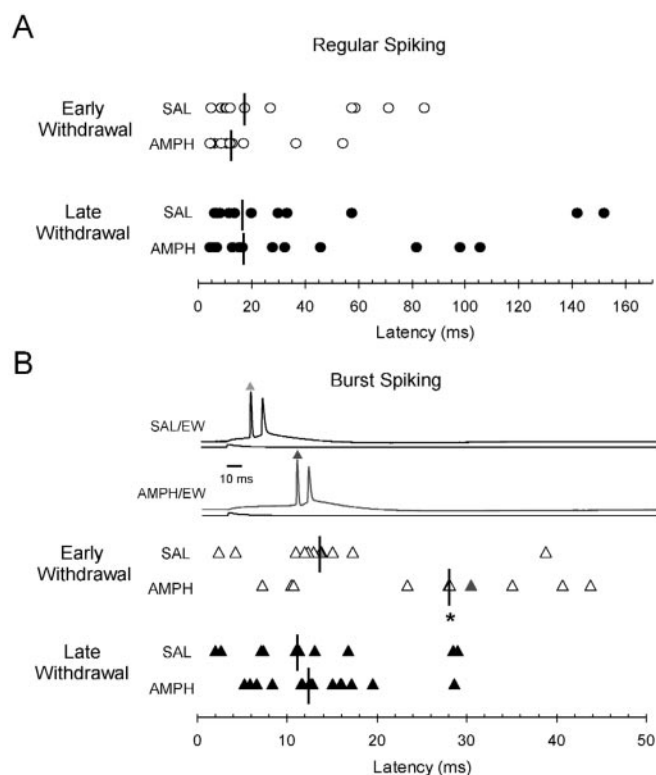 A
Regular Spiking
Early
Withdrawal
SAL
AMPH
Late
Withdrawal
SAL
AMPH
0 20 40 60 80 100 120 140 160
Latency (ms)
B
Burst Spiking
SAL/EW
10 ms
AMPH/EW
Early
Withdrawal
SAL
AMPH
*
Late
Withdrawal
SAL
AMPH
0 10 20 30 40 50
Latency (ms)